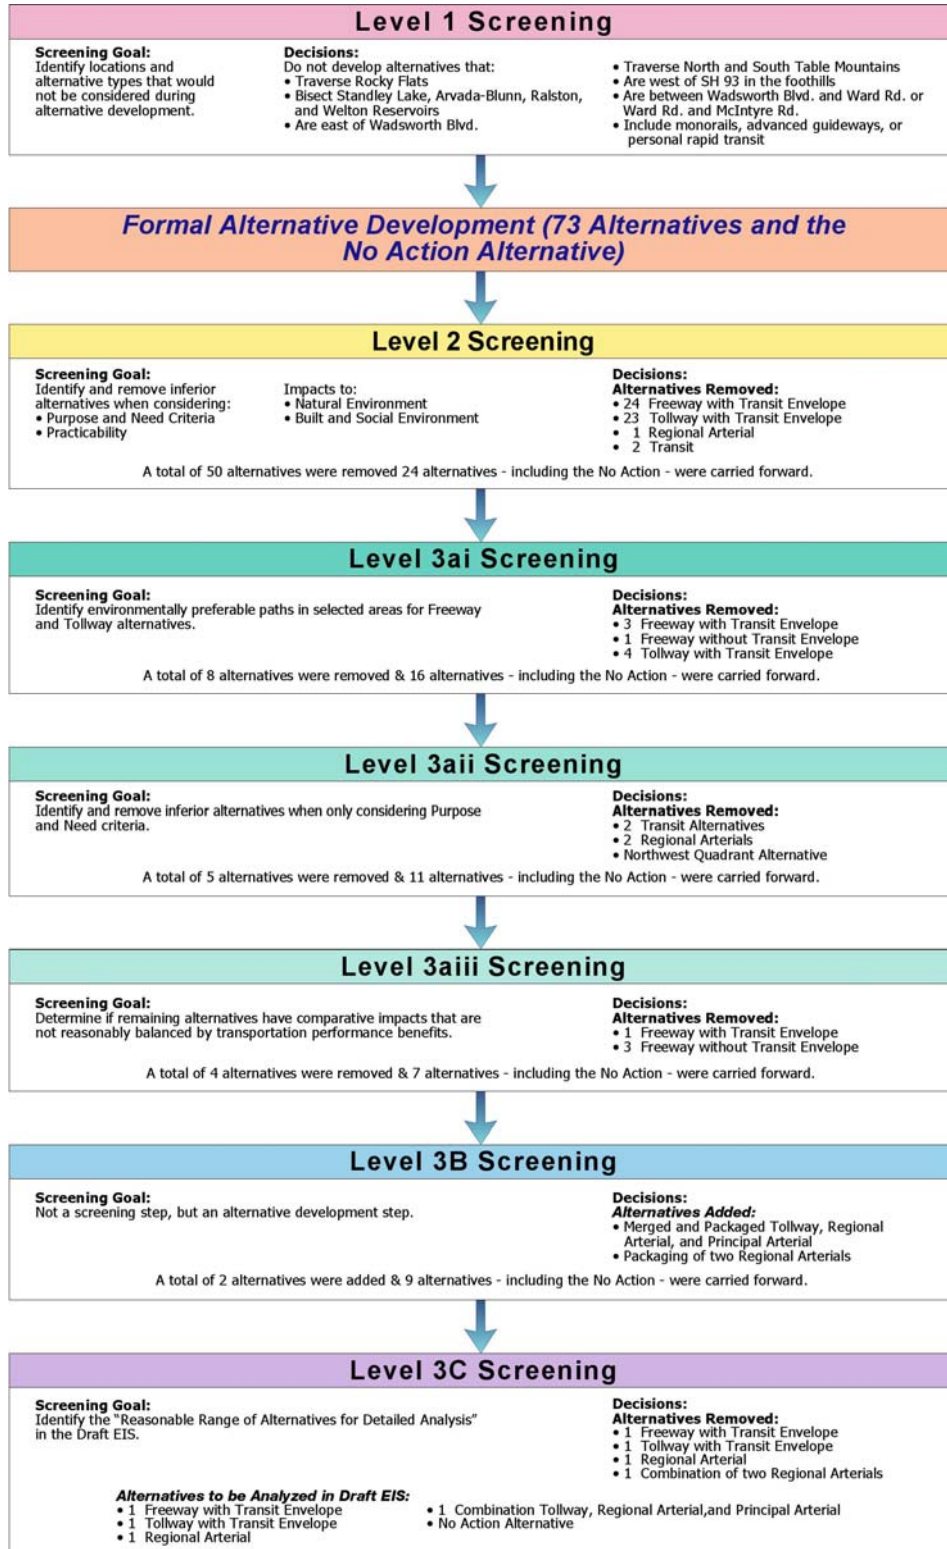 Level 1 Screening
Screening Goal:
Identify locations and
alternative types that would
not be considered during
alternative development.
Decisions:
Do not develop alternatives that:
• Traverse Rocky Flats
• Bisect Standley Lake, Arvada-Blunn, Ralston,
and Welton Reservoirs
• Are east of Wadsworth Blvd.
• Traverse North and South Table Mountains
• Are west of SH 93 in the foothills
• Are between Wadsworth Blvd. and Ward Rd. or
Ward Rd. and McIntyre Rd.
• Include monorails, advanced guideways, or
personal rapid transit
Formal Alternative Development (73 Alternatives and the
No Action Alternative)
Level 2 Screening
Screening Goal:
Identify and remove inferior
alternatives when considering:
• Purpose and Need Criteria
• Practicability
Impacts to:
• Natural Environment
• Built and Social Environment
Decisions:
Alternatives Removed:
• 24 Freeway with Transit Envelope
• 23 Tollway with Transit Envelope
• 1 Regional Arterial
• 2 Transit
A total of 50 alternatives were removed 24 alternatives - including the No Action - were carried forward.
Level 3ai Screening
Screening Goal:
Identify environmentally preferable paths in selected areas for Freeway
and Tollway alternatives.
Decisions:
Alternatives Removed:
• 3 Freeway with Transit Envelope
• 1 Freeway without Transit Envelope
• 4 Tollway with Transit Envelope
A total of 8 alternatives were removed & 16 alternatives - including the No Action - were carried forward.
Level 3aii Screening
Screening Goal:
Identify and remove inferior alternatives when only considering Purpose
and Need criteria.
Decisions:
Alternatives Removed:
• 2 Transit Alternatives
• 2 Regional Arterials
• Northwest Quadrant Alternative
A total of 5 alternatives were removed & 11 alternatives - including the No Action - were carried forward.
Level 3aiii Screening
Screening Goal:
Determine if remaining alternatives have comparative impacts that are
not reasonably balanced by transportation performance benefits.
Decisions:
Alternatives Removed:
• 1 Freeway with Transit Envelope
• 3 Freeway without Transit Envelope
A total of 4 alternatives were removed & 7 alternatives - including the No Action - were carried forward.
Level 3B Screening
Screening Goal:
Not a screening step, but an alternative development step.
Decisions:
Alternatives Added:
• Merged and Packaged Tollway, Regional
Arterial, and Principal Arterial
• Packaging of two Regional Arterials
A total of 2 alternatives were added & 9 alternatives - including the No Action - were carried forward.
Level 3C Screening
Screening Goal:
Identify the “Reasonable Range of Alternatives for Detailed Analysis”
in the Draft EIS.
Decisions:
Alternatives Removed:
• 1 Freeway with Transit Envelope
• 1 Tollway with Transit Envelope
• 1 Regional Arterial
• 1 Combination of two Regional Arterials
Alternatives to be Analyzed in Draft EIS:
• 1 Freeway with Transit Envelope
• 1 Tollway with Transit Envelope
• 1 Regional Arterial
• 1 Combination Tollway, Regional Arterial,and Principal Arterial
• No Action Alternative